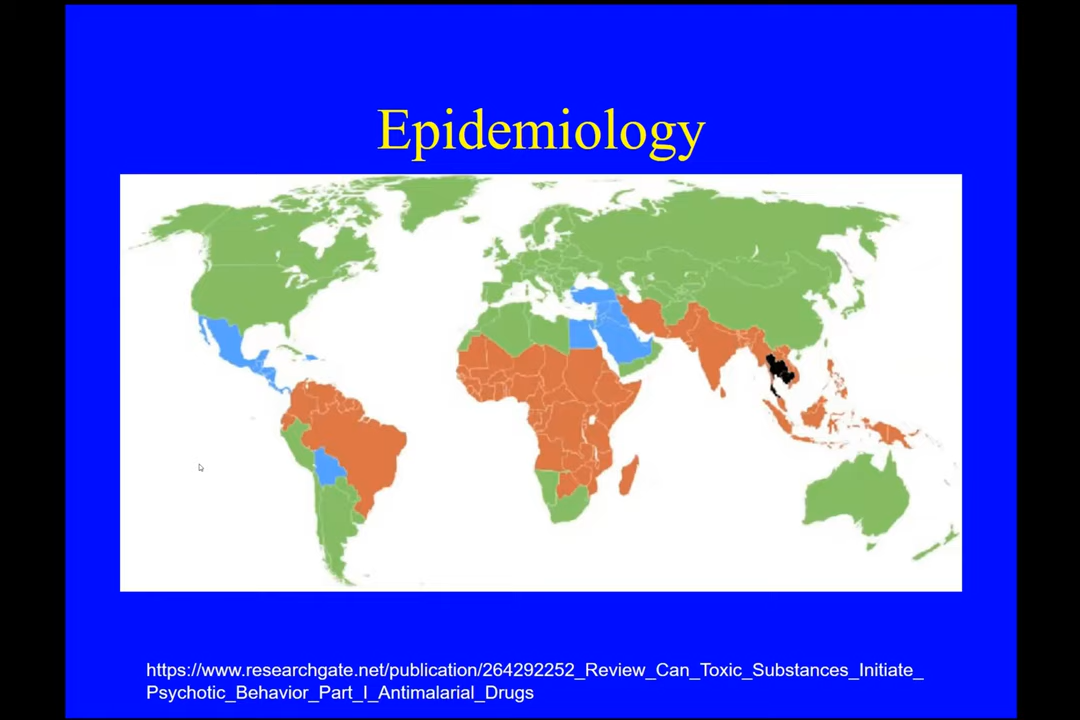 Epidemiology
https://www.researchgate.net/publication/264292252_Review_Can_Toxic_Substances_Initiate_
Psychotic_Behavior_Part_I_Antimalarial_Drugs